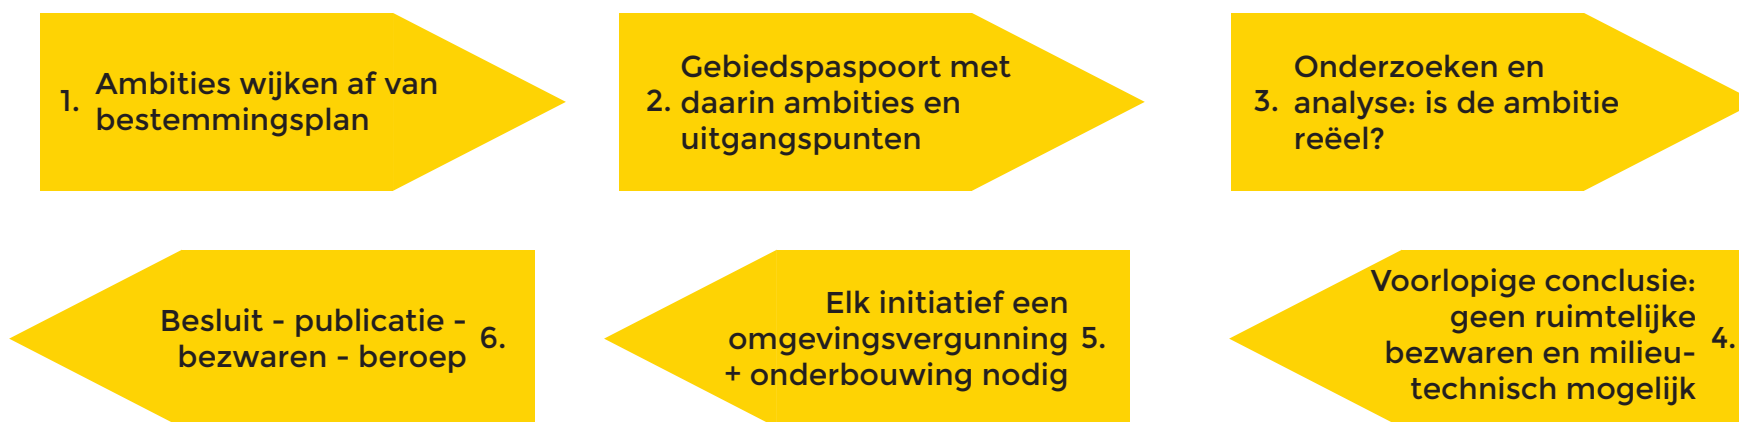 1. Ambities wijken af van
bestemmingsplan
2. Gebiedspaspoort met
daarin ambities en
uitgangspunten
3. Onderzoeken en
analyse: is de ambitie
reëel?
4. Voorlopige conclusie:
geen ruimtelijke
bezwaren en milieu-
technisch mogelijk
5. Elk initiatief een
omgevingsvergunning
+ onderbouwing nodig
6. Besluit - publicatie -
bezwaren - beroep